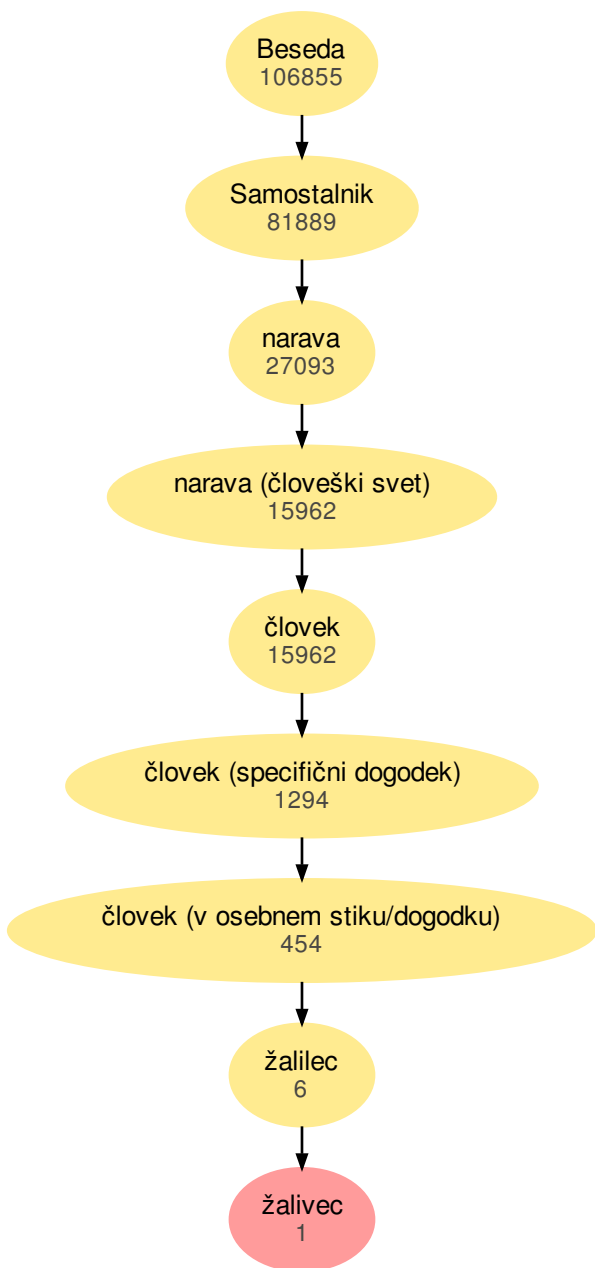 Beseda
106855
Samostalnik
81889
narava
27093
narava (človeški svet)
15962
človek
15962
človek (specifični dogodek)
1294
človek (v osebnem stiku/dogodku)
454
žalilec
6
žalivec
1